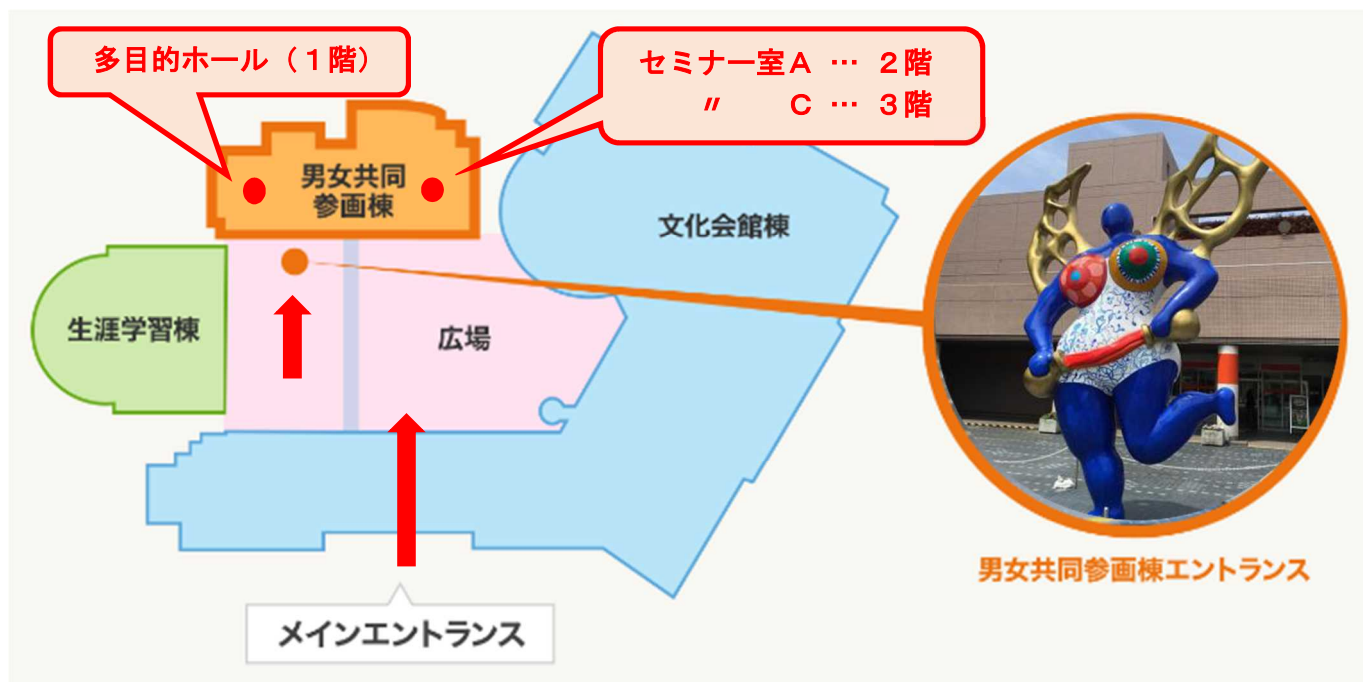 多目的ホール（１階）
セミナー室Ａ … ２階
〃　　Ｃ … ３階
男女共同
参画棟
文化会館棟
生涯学習棟
広場
男女共同参画棟エントランス
メインエントランス